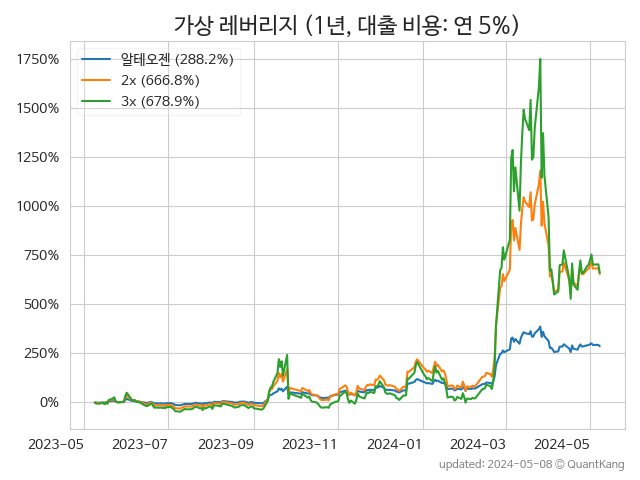 가상 레버리지 (1년, 대출 비용: 연 5%)
1750%
1500%
1250%
1000%
750%
500%
250%
0%
알테오젠 (288.2%)
2x (666.8%)
3x (678.9%)
2023-05 2023-07 2023-09 2023-11 2024-01 2024-03 2024-05
updated: 2024-05-08 © QuantKang